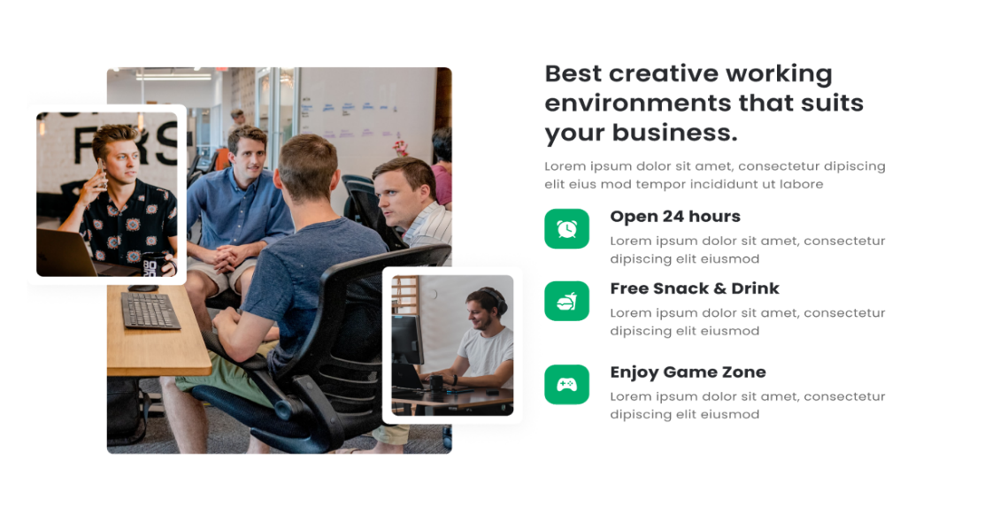 FIRS
Best creative working
environments that suits
your business.
Lorem ipsum dolor sit amet, consectetur dipiscing
elit eius mod tempor incididunt ut labore
Open 24 hours
Lorem ipsum dolor sit amet, consectetur
dipiscing elit eiusmod
Free Snack & Drink
Lorem ipsum dolor sit amet, consectetur
dipiscing elit eiusmod
Enjoy Game Zone
Lorem ipsum dolor sit amet, consectetur
dipiscing elit eiusmod